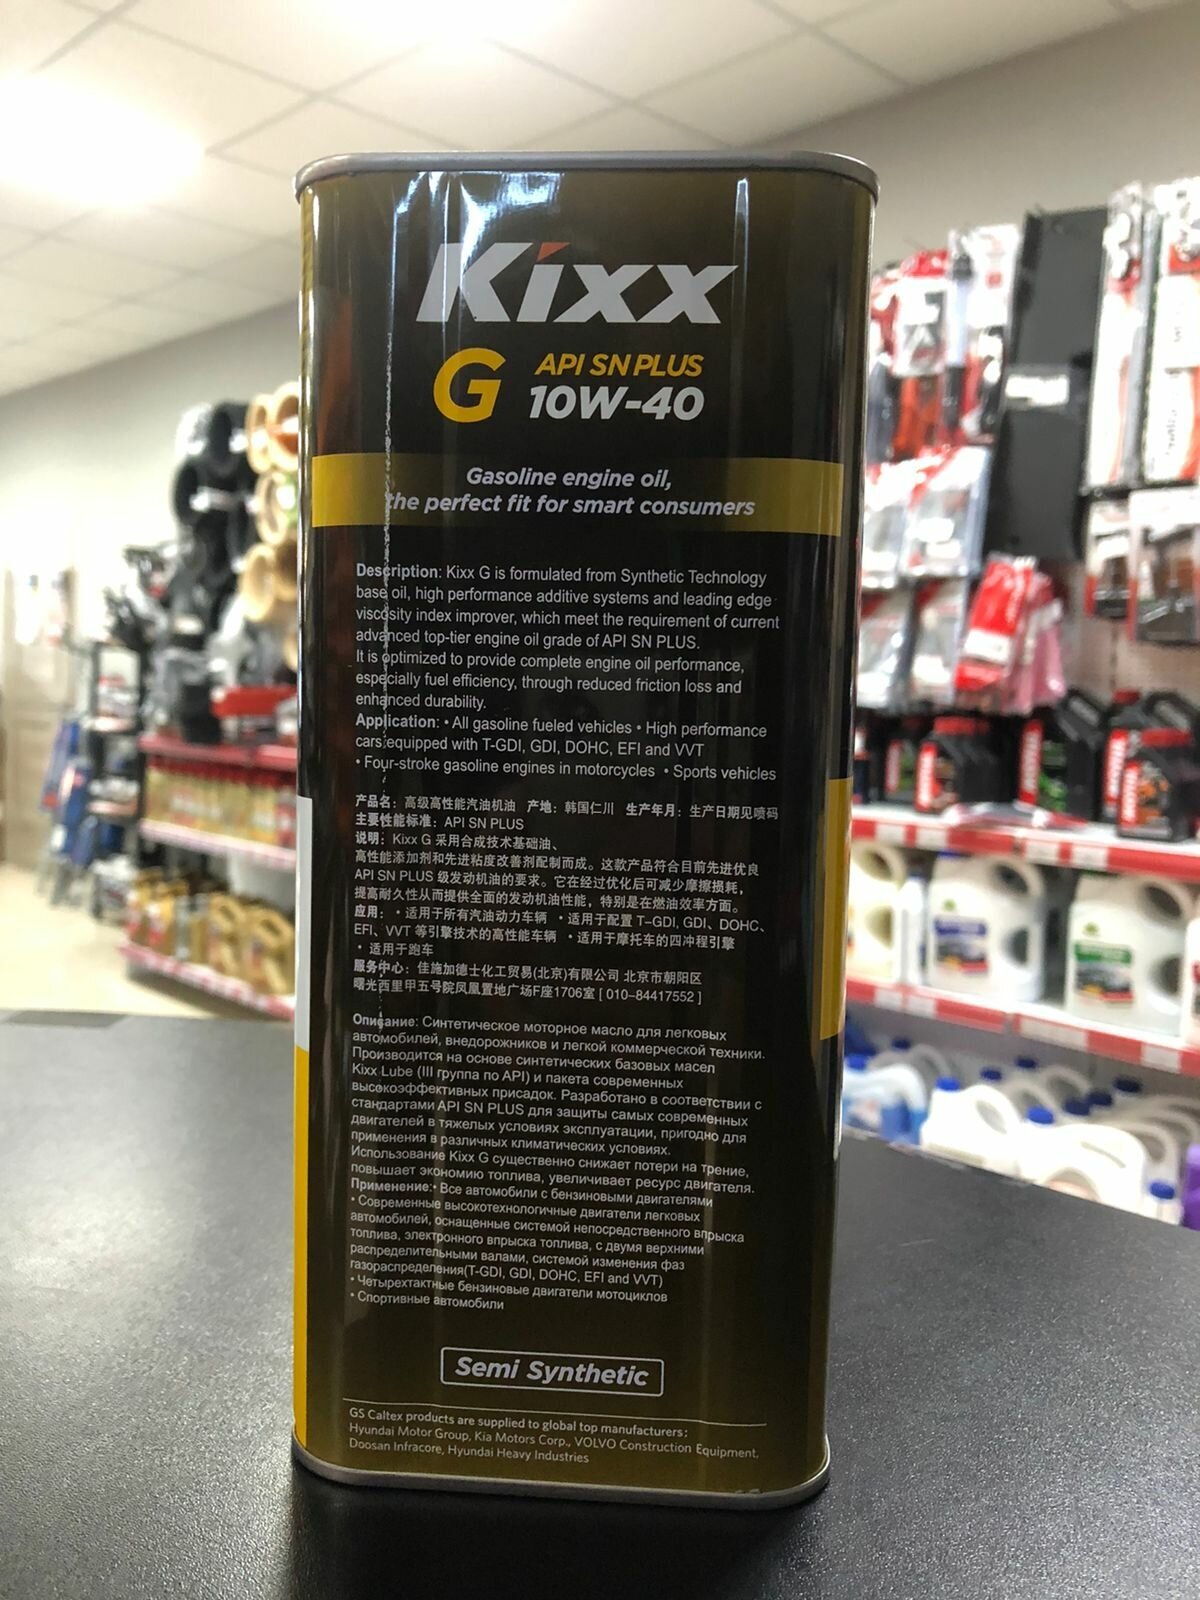 Kixx
G API SN PLUS
10W-40
Gasoline engine oil,
the perfect fit for smart consumers
Description: Kixx G is formulated from Synthetic Technology
base oil, high performance additive systems and leading edge
viscosity index improver, which meet the requirement of current
advanced top-tier engine oil grade of API SN PLUS.
It is optimized to provide complete engine oil performance,
especially fuel efficiency, through reduced friction loss and
enhanced durability.
Application: • All gasoline fueled vehicles • High performance
cars equipped with T-GDI, GDI, DOHC, EFI and VVT
• Four-stroke gasoline engines in motorcycles • Sports vehicles
产品名：高级高性能汽油机油 产地：韩国仁川 生产年月：生产日期见喷码
主要性能标准：API SN PLUS
说明：Kixx G 采用合成技术基础油、
高性能添加剂和先进粘度改善剂配制而成。这款产品符合目前先进优良
API SN PLUS 级发动机油的要求。它在经过优化后可减少摩擦损耗，
提高耐久性从而提供全面的发动机油性能，特别是在燃油效率方面。
应用：• 适用于所有汽油动力车辆 • 适用于配置 T-GDI, GDI、DOHC、
EFI、VVT 等引擎技术的高性能车辆 • 适用于摩托车的四冲程引擎
• 适用于跑车
服务中心：佳施加德士化工贸易(北京)有限公司 北京市朝阳区
曙光西里甲五号院凤凰置地广场F座1706室 [ 010-84417552 ]
Описание: Синтетическое моторное масло для легковых
автомобилей, внедорожников и легкой коммерческой техники.
Производится на основе синтетических базовых масел
Kixx Lube (III группа по API) и пакета современных
высокоэффективных присадок. Разработано в соответствии с
стандартами API SN PLUS для защиты самых современных
двигателей в тяжелых условиях эксплуатации, пригодно для
применения в различных климатических условиях.
Использование Kixx G существенно снижает потери на трение,
повышает экономию топлива, увеличивает ресурс двигателя.
Применение:• Все автомобили с бензиновыми двигателями
• Современные высокотехнологичные двигатели легковых
автомобилей, оснащенные системой непосредственного впрыска
топлива, электронного впрыска топлива, с двумя верхними
распределительными валами, системой изменения фаз
газораспределения(T-GDI, GDI, DOHC, EFI and VVT)
• Четырехтактные бензиновые двигатели мотоциклов
• Спортивные автомобили
Semi Synthetic
GS Caltex products are supplied to global top manufacturers:
Hyundai Motor Group, Kia Motors Corp., VOLVO Construction Equipment,
Doosan Infracore, Hyundai Heavy Industries